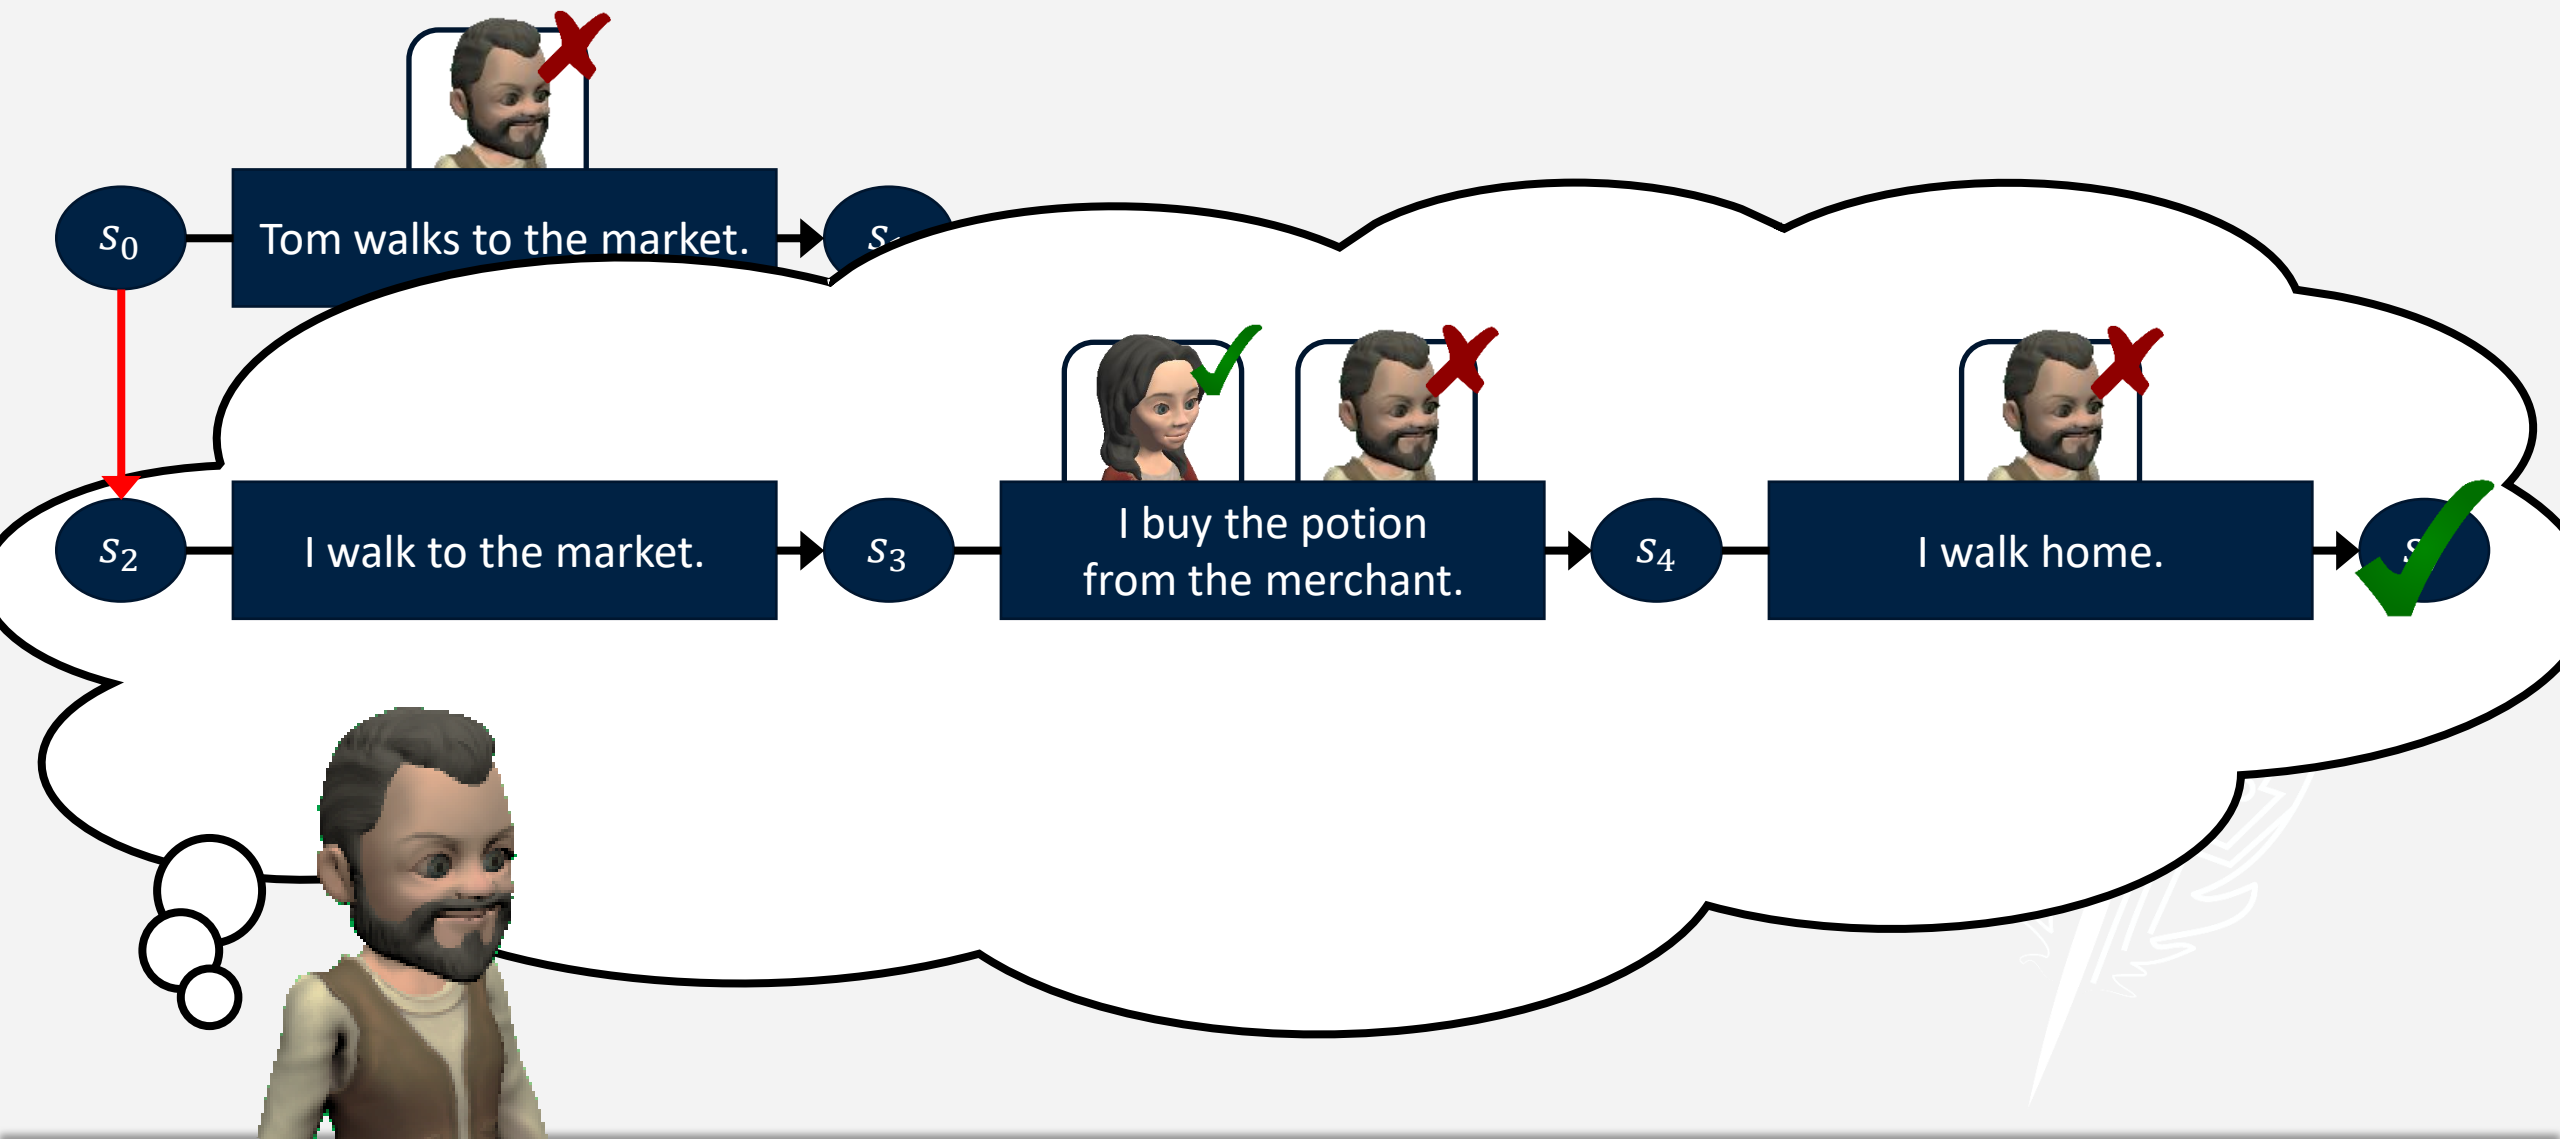 s0
Tom walks to the market.
s2
I walk to the market.
s3
I buy the potion
from the merchant.
s4
I walk home.